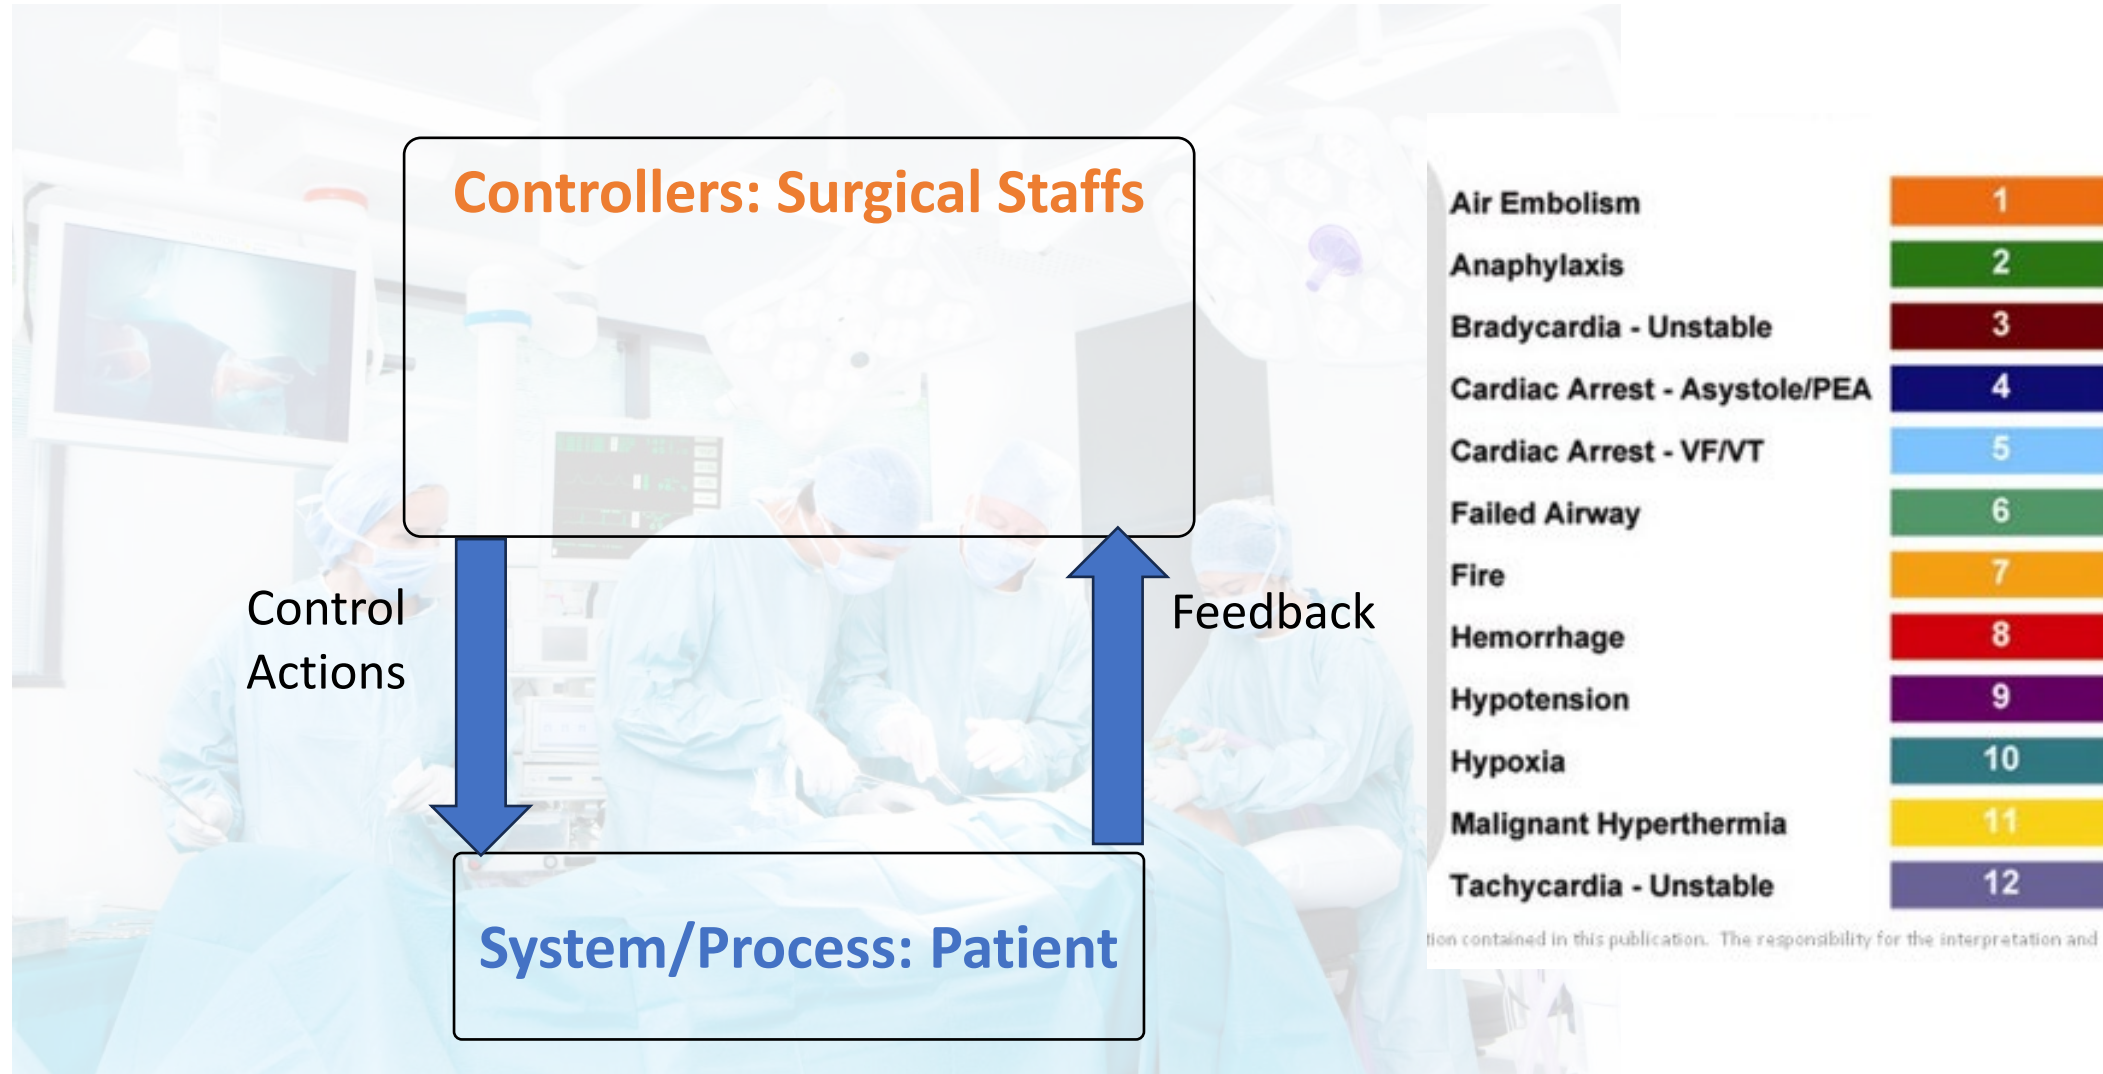 Controllers: Surgical Staffs
Control
Actions
Feedback
System/Process: Patient
Air Embolism 1
Anaphylaxis 2
Bradycardia - Unstable 3
Cardiac Arrest - Asystole/PEA 4
Cardiac Arrest - VF/VT 5
Failed Airway 6
Fire 7
Hemorrhage 8
Hypotension 9
Hypoxia 10
Malignant Hyperthermia 11
Tachycardia - Unstable 12
tion contained in this publication. The responsibility for the interpretation and